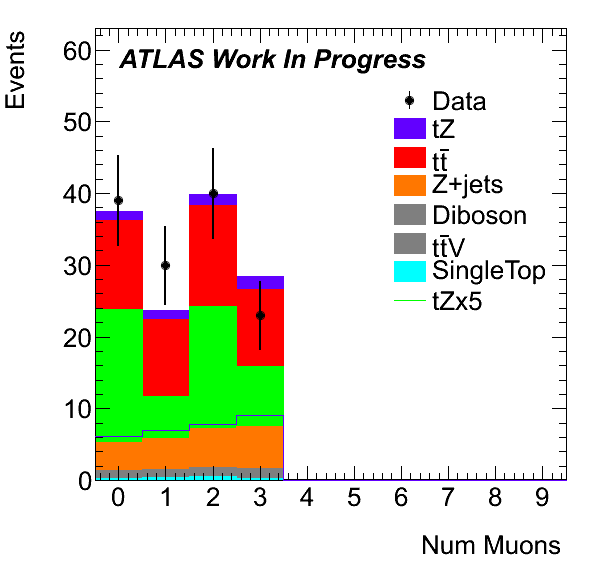 Events
ATLAS Work In Progress
60
50
40
30
20
10
0
Data
tZ
tt̄
Z+jets
Diboson
tt̄V
SingleTop
tZx5
0 1 2 3 4 5 6 7 8 9
Num Muons